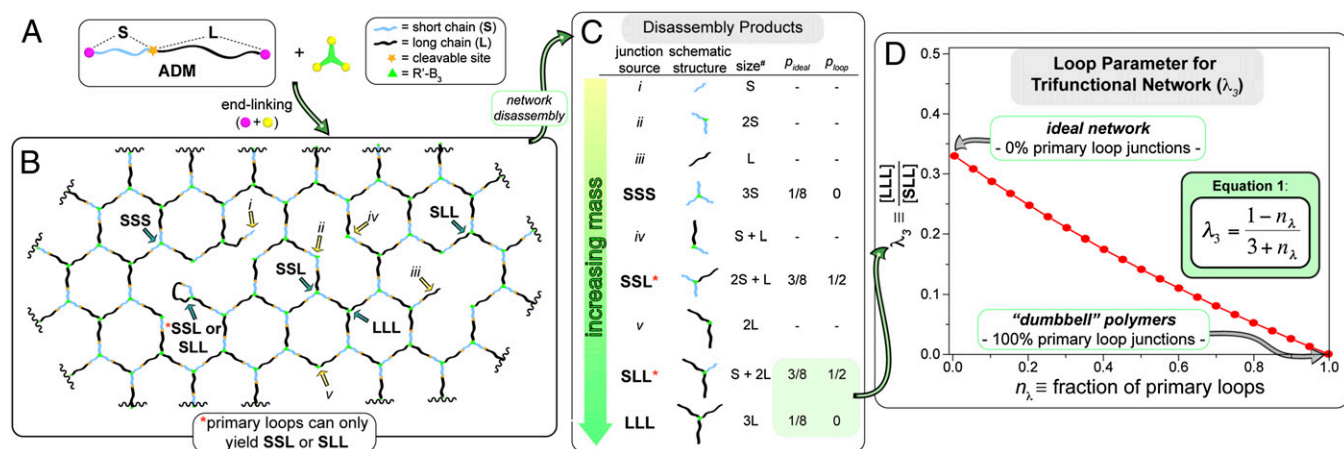 A
S
L
ADM
+
= short chain (S)
= long chain (L)
= cleavable site
= R'-B3
end-linking
( + )
network
disassembly
B
SSS
i
ii
iv
SLL
SSL
iii
*SSL or
SLL
LLL
v
*primary loops can only
yield SSL or SLL
C
Disassembly Products
increasing mass
junction source schematic structure size# pideal ploop
i S - -
ii 2S - -
iii L - -
SSS 3S 1/8 0
iv S + L - -
SSL* 2S + L 3/8 1/2
v 2L - -
SLL* S + 2L 3/8 1/2
LLL 3L 1/8 0
D
Loop Parameter for
Trifunctional Network (λ3)
ideal network
- 0% primary loop junctions -
Equation 1:
λ3 = (1 − nλ) / (3 + nλ)
"dumbbell" polymers
- 100% primary loop junctions -
λ3 ≡ [LLL] / [SLL]
0.5
0.4
0.3
0.2
0.1
0.0
0.0 0.2 0.4 0.6 0.8 1.0
nλ ≡ fraction of primary loops